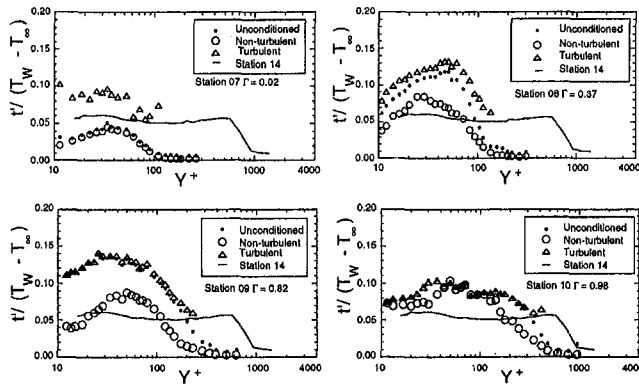 t'/ (T_W - T_∞)
0.20
0.15
0.10
0.05
0.00
Unconditioned
Non-turbulent
Turbulent
Station 14
Station 07 Γ = 0.02
10
100
1000
4000
Y⁺
t'/ (T_W - T_∞)
0.20
0.15
0.10
0.05
0.00
Unconditioned
Non-turbulent
Turbulent
Station 14
Station 08 Γ = 0.37
10
100
1000
4000
Y⁺
t'/ (T_W - T_∞)
0.20
0.15
0.10
0.05
0.00
Unconditioned
Non-turbulent
Turbulent
Station 14
Station 09 Γ = 0.82
10
100
1000
4000
Y⁺
t'/ (T_W - T_∞)
0.20
0.15
0.10
0.05
0.00
Unconditioned
Non-turbulent
Turbulent
Station 14
Station 10 Γ = 0.98
10
100
1000
4000
Y⁺